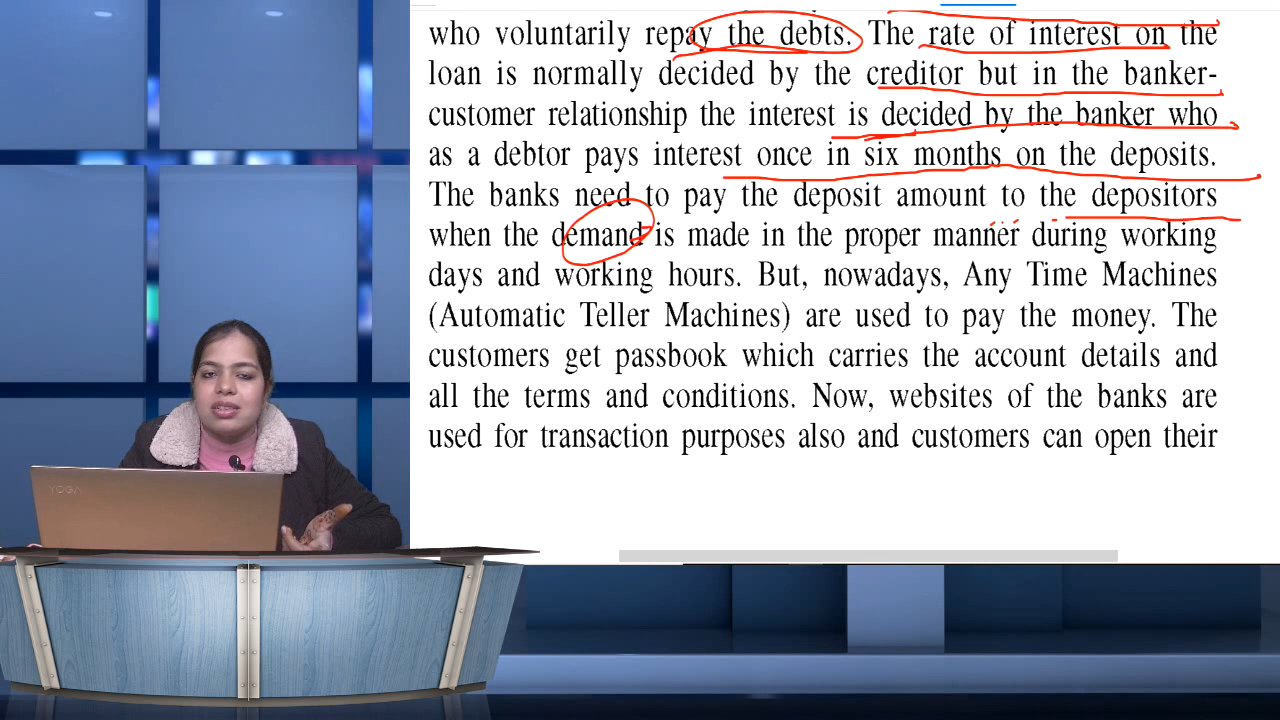 who voluntarily repay the debts. The rate of interest on the
loan is normally decided by the creditor but in the banker-
customer relationship the interest is decided by the banker who
as a debtor pays interest once in six months on the deposits.
The banks need to pay the deposit amount to the depositors
when the demand is made in the proper manner during working
days and working hours. But, nowadays, Any Time Machines
(Automatic Teller Machines) are used to pay the money. The
customers get passbook which carries the account details and
all the terms and conditions. Now, websites of the banks are
used for transaction purposes also and customers can open their
YOGA